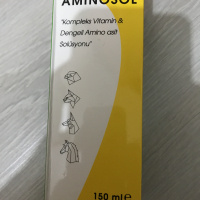 AMINOSOL
"Kompleks Vitamin &
Dengeli Amino asit
Solüsyonu"
150 ml e